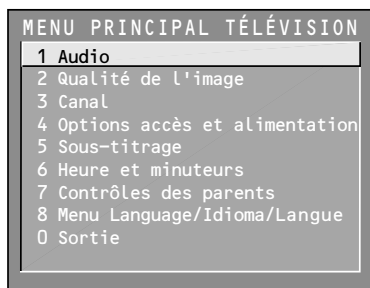 MENU PRINCIPAL TÉLÉVISION
1 Audio
2 Qualité de l'image
3 Canal
4 Options accès et alimentation
5 Sous-titrage
6 Heure et minuteurs
7 Contrôles des parents
8 Menu Language/Idioma/Langue
0 Sortie